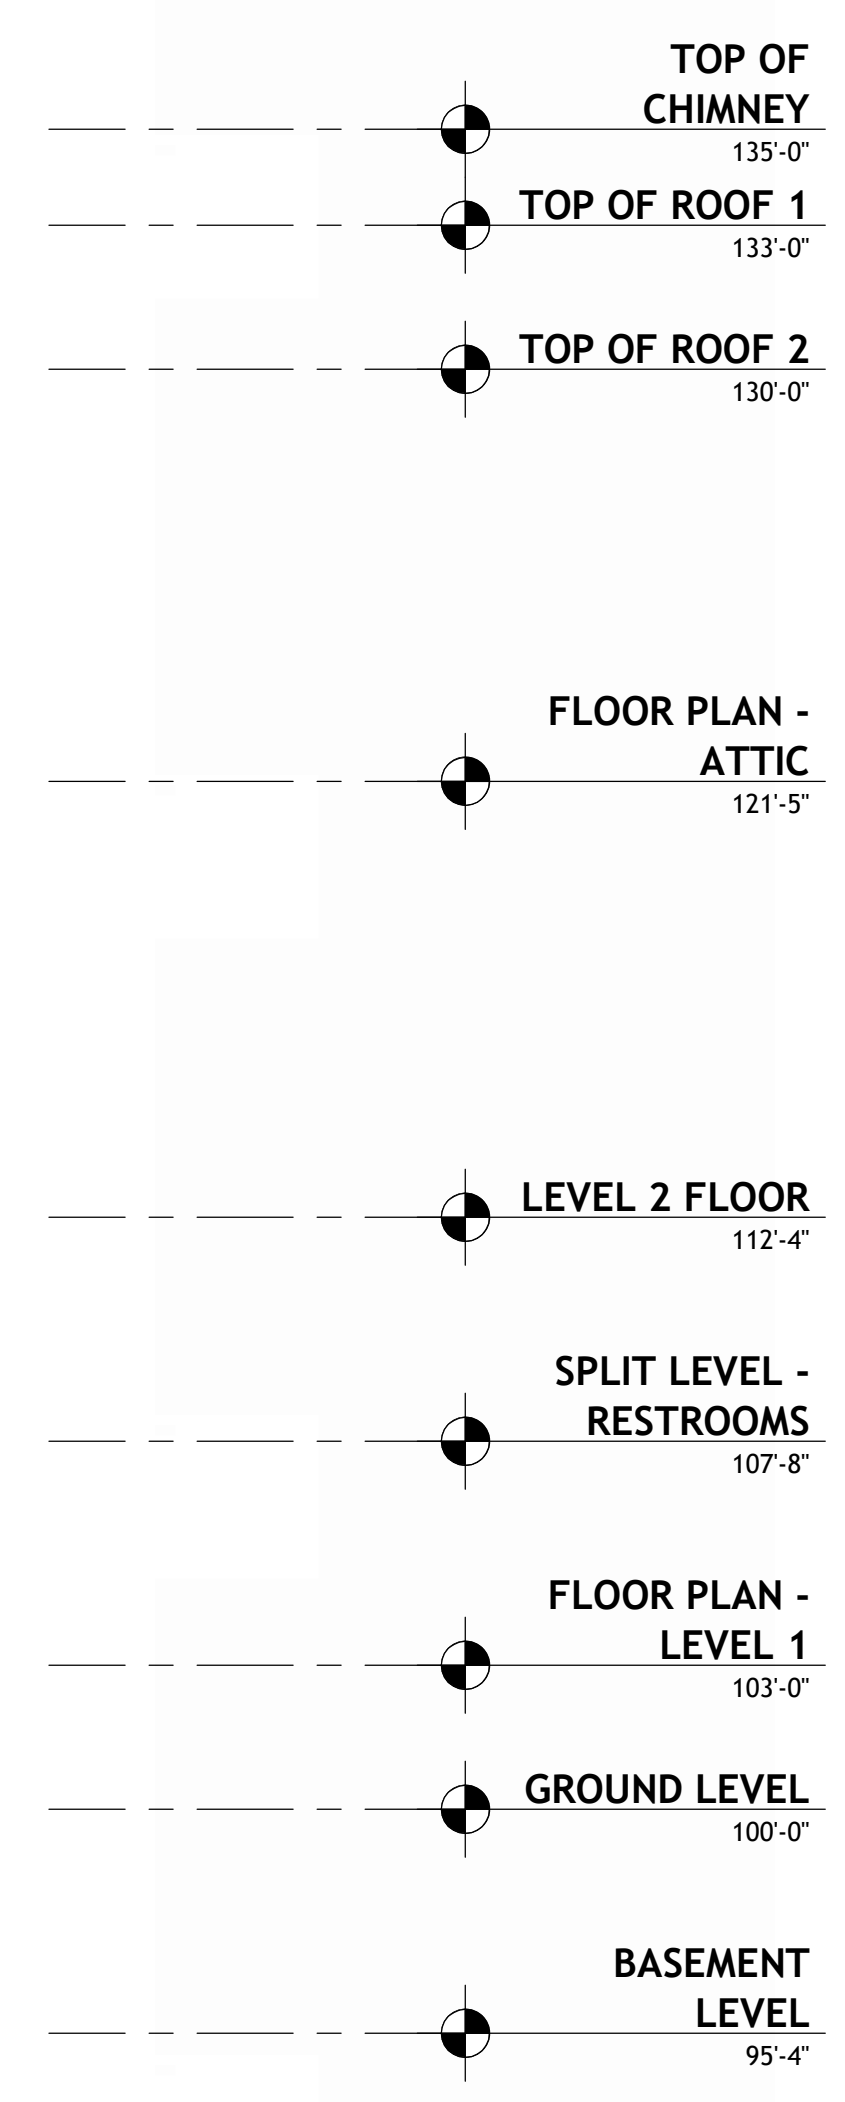 TOP OF
CHIMNEY
135'-0"
TOP OF ROOF 1
133'-0"
TOP OF ROOF 2
130'-0"
FLOOR PLAN -
ATTIC
121'-5"
LEVEL 2 FLOOR
112'-4"
SPLIT LEVEL -
RESTROOMS
107'-8"
FLOOR PLAN -
LEVEL 1
103'-0"
GROUND LEVEL
100'-0"
BASEMENT
LEVEL
95'-4"